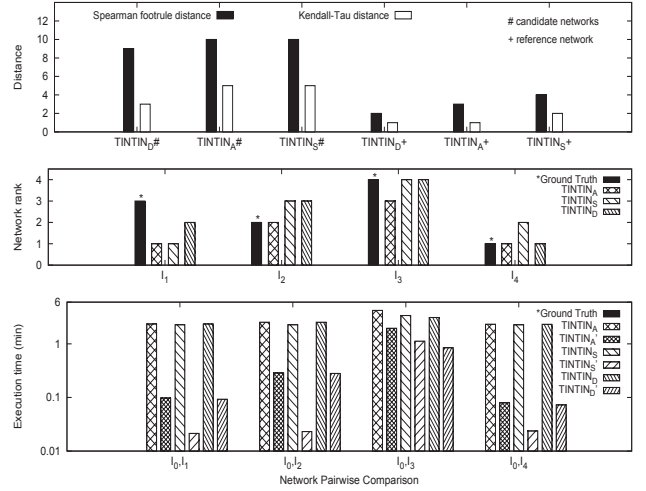 Spearman footrule distance
Kendall-Tau distance
# candidate networks
+ reference network
Distance
12
10
8
6
4
2
0
TINTIN_D# TINTIN_A# TINTIN_S# TINTIN_D+ TINTIN_A+ TINTIN_S+
Network rank
4
3
2
1
0
*Ground Truth
TINTIN_A
TINTIN_S
TINTIN_D
* * * *
I_1 I_2 I_3 I_4
Execution time (min)
6
1
0.1
0.01
*Ground Truth
TINTIN_A
TINTIN_A'
TINTIN_S
TINTIN_S'
TINTIN_D
TINTIN_D'
I_0,I_1 I_0,I_2 I_0,I_3 I_0,I_4
Network Pairwise Comparison